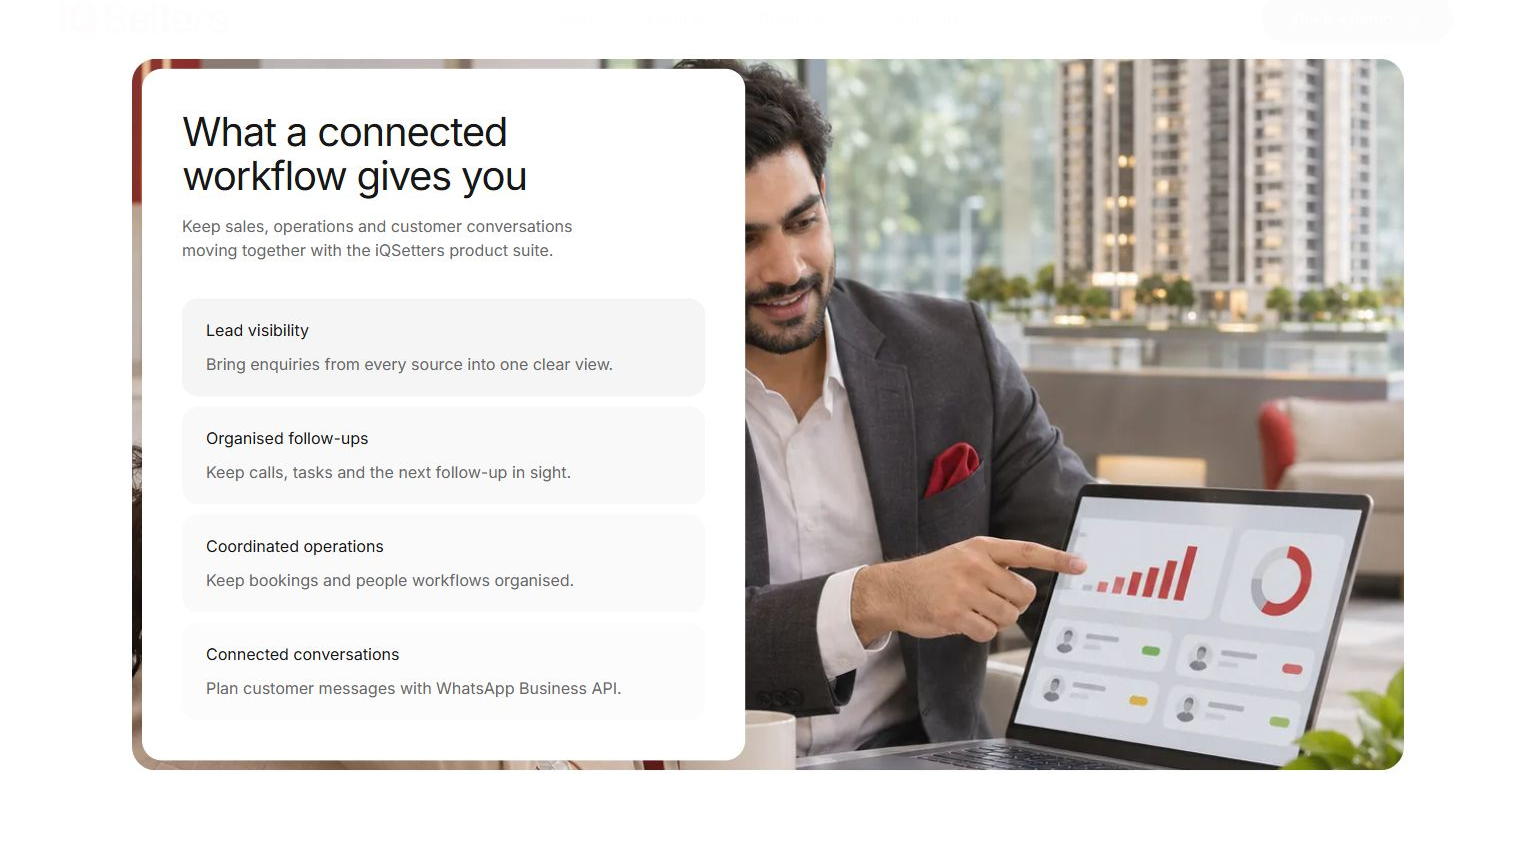 iQ Setters
What a connected
workflow gives you
Keep sales, operations and customer conversations
moving together with the iQSetters product suite.
Lead visibility
Bring enquiries from every source into one clear view.
Organised follow-ups
Keep calls, tasks and the next follow-up in sight.
Coordinated operations
Keep bookings and people workflows organised.
Connected conversations
Plan customer messages with WhatsApp Business API.